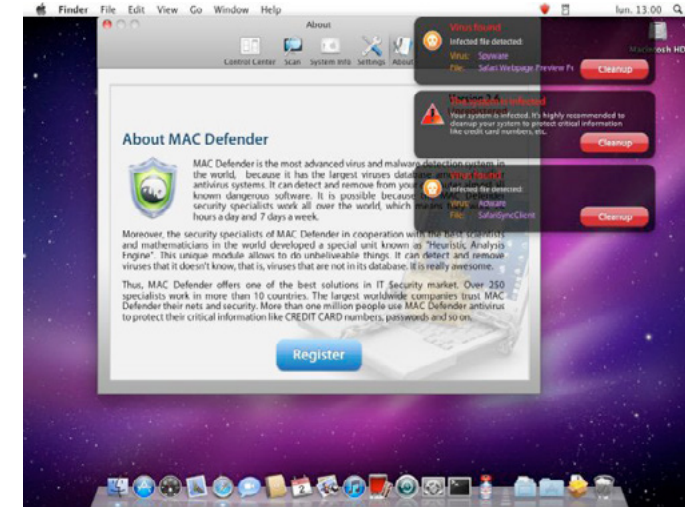 Finder File Edit View Go Window Help
lun. 13.00
About
Control Center Scan System Info Settings About
Macintosh HD
Virus found
Infected file detected:
Virus: Spyware
File: Safari Webpage Preview
Cleanup
The system is infected
Your system is infected. It's highly recommended to
cleanup your system to protect critical information
like credit card numbers, etc.
Cleanup
Virus found
Infected file detected:
Virus: Adware
File: SafariSyncClient
Cleanup
Version 2.6
About MAC Defender
MAC Defender is the most advanced virus and malware detection system in
the world, because it has the largest viruses database
antivirus systems. It can detect and remove from your
known dangerous software. It is possible because the MAC Defender
security specialists work all over the world, which means
hours a day and 7 days a week.
Moreover, the security specialists of MAC Defender in cooperation with the best scientists
and mathematicians in the world developed a special unit known as "Heuristic Analysis
Engine". This unique module allows to do unbeliveable things. It can detect and remove
viruses that it doesn't know, that is, viruses that are not in its database. It is really awesome.
Thus, MAC Defender offers one of the best solutions in IT Security market. Over 250
specialists work in more than 10 countries. The largest worldwide companies trust MAC
Defender their nets and security. More than one million people use MAC Defender antivirus
to protect their critical information like CREDIT CARD numbers, passwords and so on.
Register